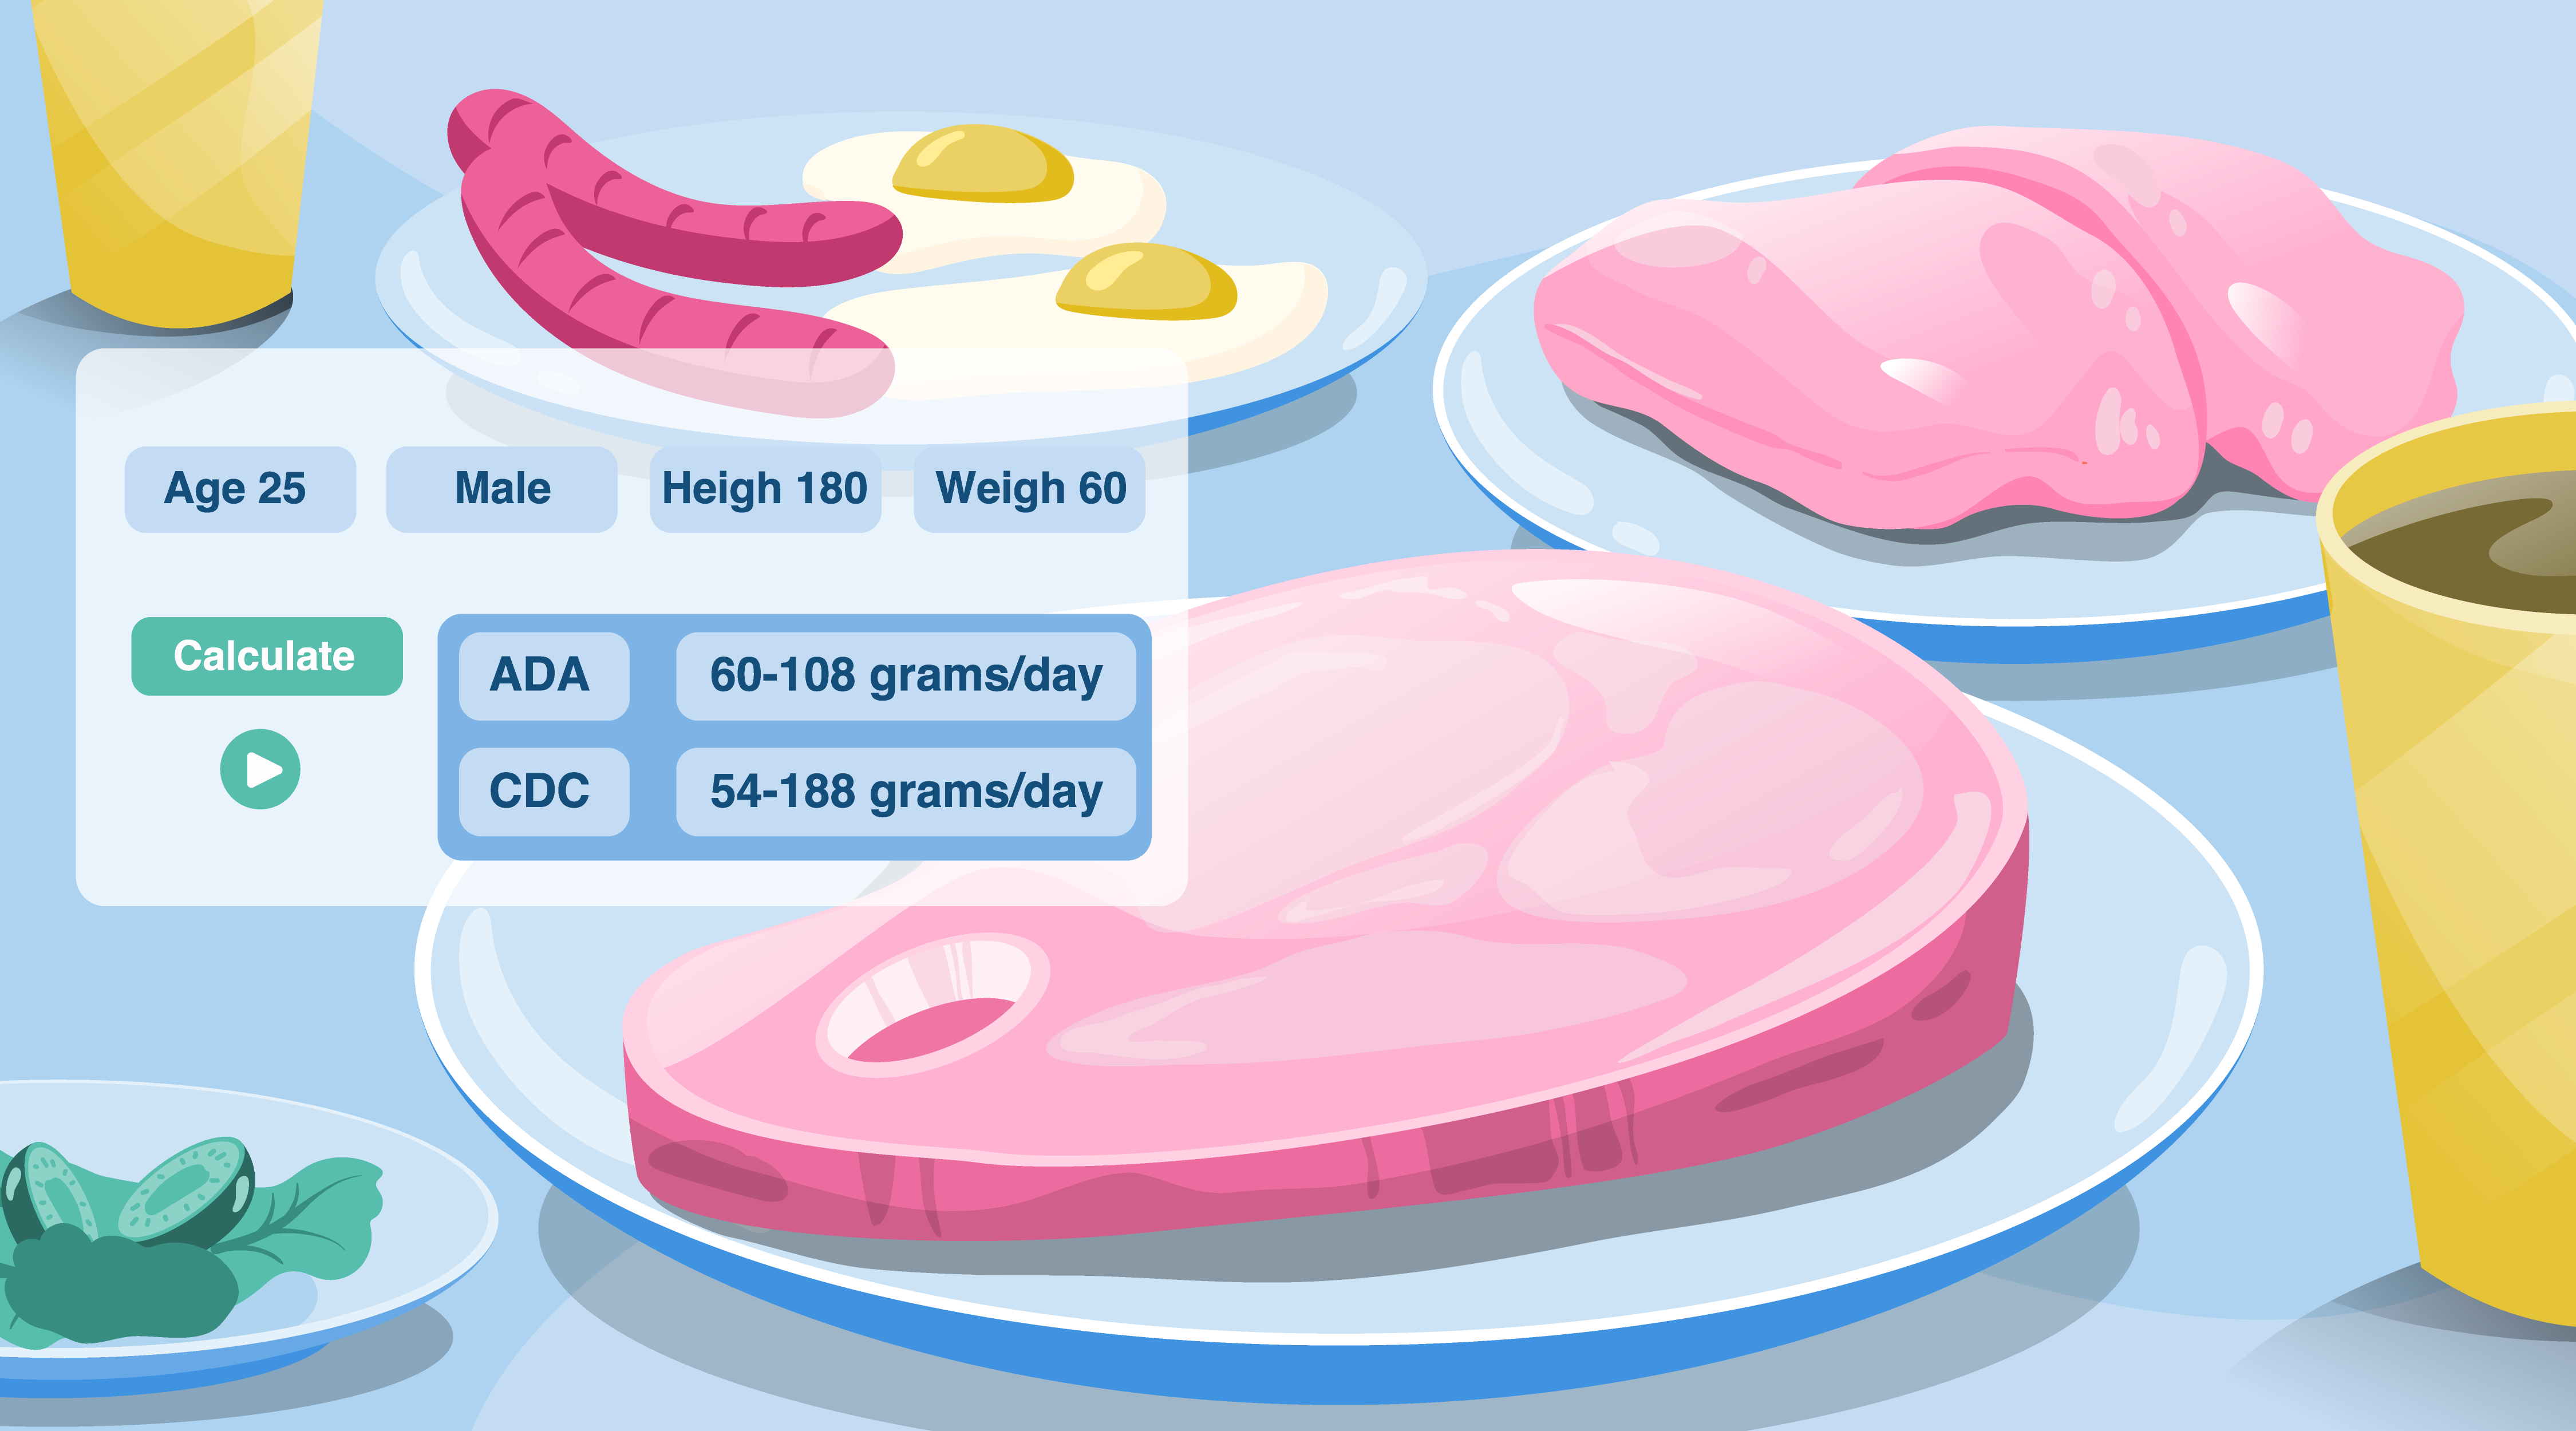 Age 25
Male
Heigh 180
Weigh 60
Calculate
ADA
60-108 grams/day
CDC
54-188 grams/day